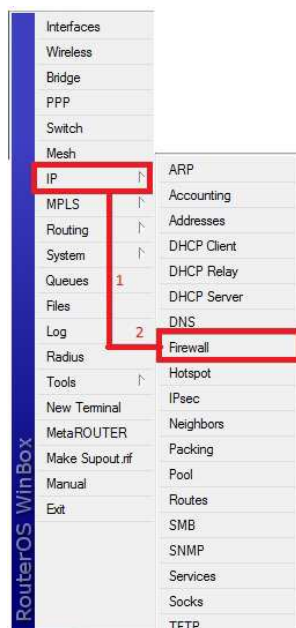 Interfaces
Wireless
Bridge
PPP
Switch
Mesh
IP
MPLS
Routing
System
Queues
Files
Log
Radius
Tools
New Terminal
MetaROUTER
Make Supout.rif
Manual
Exit
RouterOS WinBox
1
2
ARP
Accounting
Addresses
DHCP Client
DHCP Relay
DHCP Server
DNS
Firewall
Hotspot
IPsec
Neighbors
Packing
Pool
Routes
SMB
SNMP
Services
Socks
TFTP